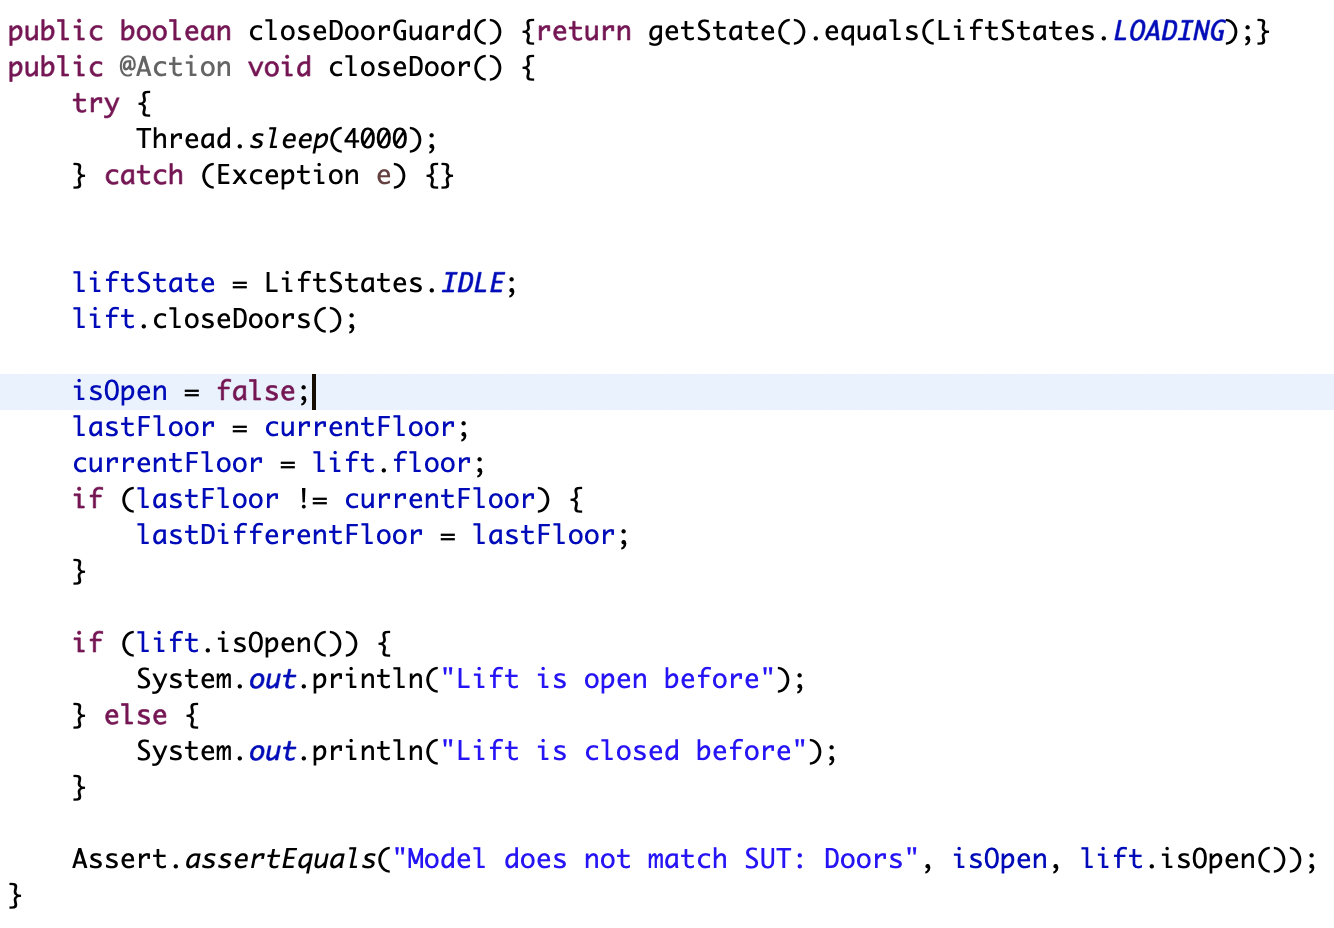 public boolean closeDoorGuard() {return getState().equals(LiftStates.LOADING);}
public @Action void closeDoor() {
    try {
        Thread.sleep(4000);
    } catch (Exception e) {}
    liftState = LiftStates.IDLE;
    lift.closeDoors();
    isOpen = false;
    lastFloor = currentFloor;
    currentFloor = lift.floor;
    if (lastFloor != currentFloor) {
        lastDifferentFloor = lastFloor;
    }
    if (lift.isOpen()) {
        System.out.println("Lift is open before");
    } else {
        System.out.println("Lift is closed before");
    }
    Assert.assertEquals("Model does not match SUT: Doors", isOpen, lift.isOpen());
}